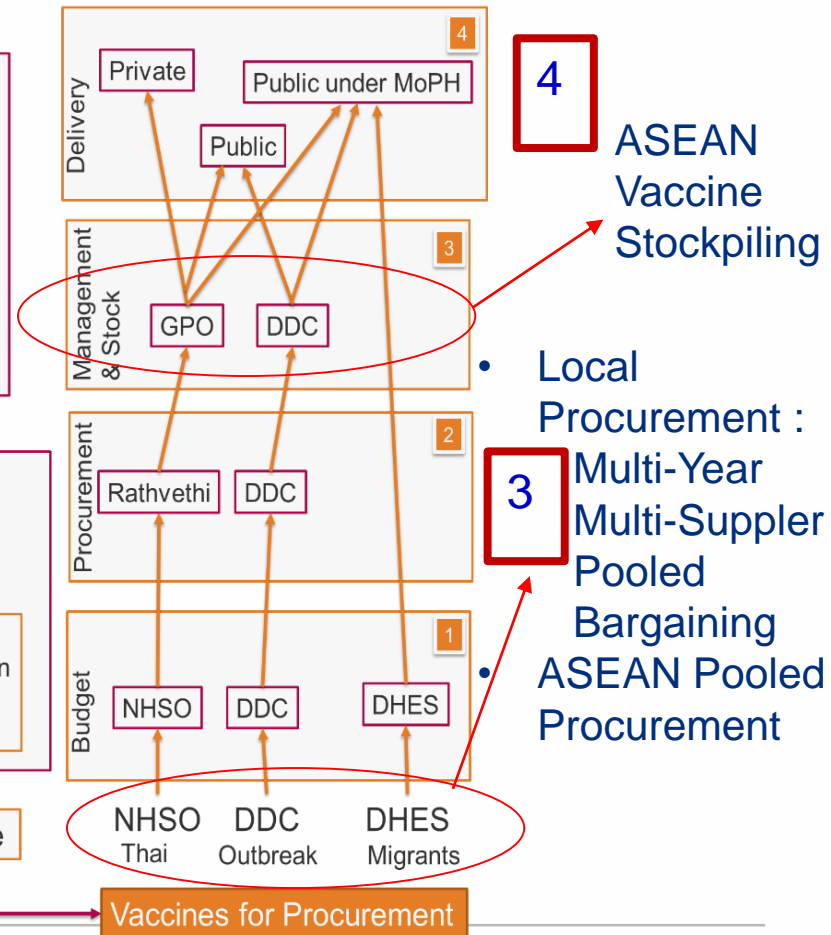 4
Private
Public under MoPH
Public
Delivery
4
ASEAN
Vaccine
Stockpiling
3
GPO
DDC
Management
& Stock
2
Rathvethi
DDC
Procurement
• Local
Procurement :
Multi-Year
Multi-Suppler
Pooled
Bargaining
• ASEAN Pooled
Procurement
3
1
NHSO
DDC
DHES
Budget
NHSO DDC DHES
Thai Outbreak Migrants
Vaccines for Procurement